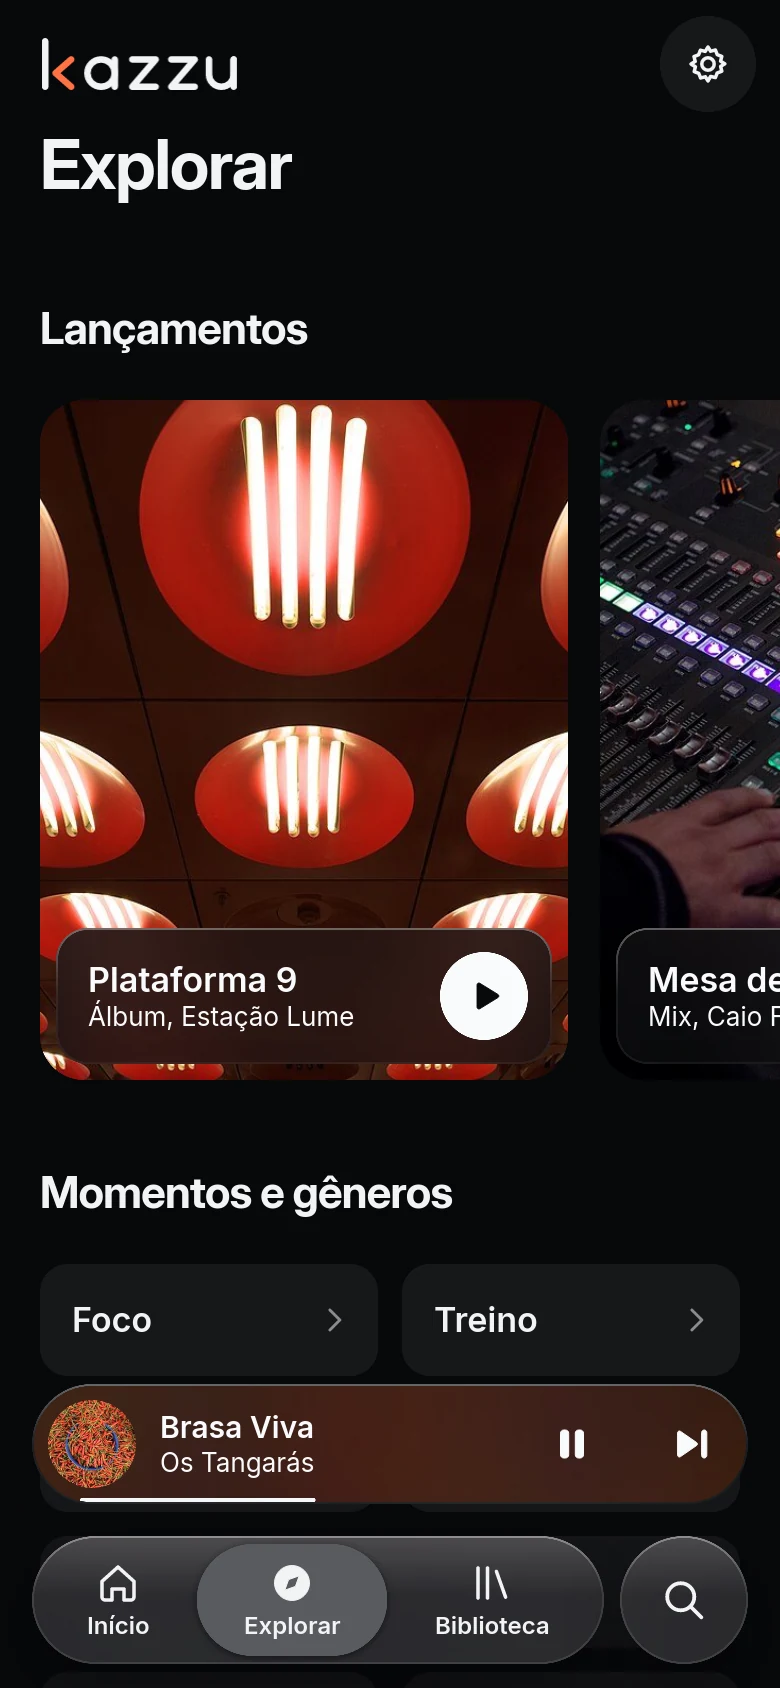 kazzu
Explorar
Lançamentos
Plataforma 9
Álbum, Estação Lume
Mesa de
Mix, Caio F
Momentos e gêneros
Foco
Treino
Brasa Viva
Os Tangarás
Início
Explorar
Biblioteca